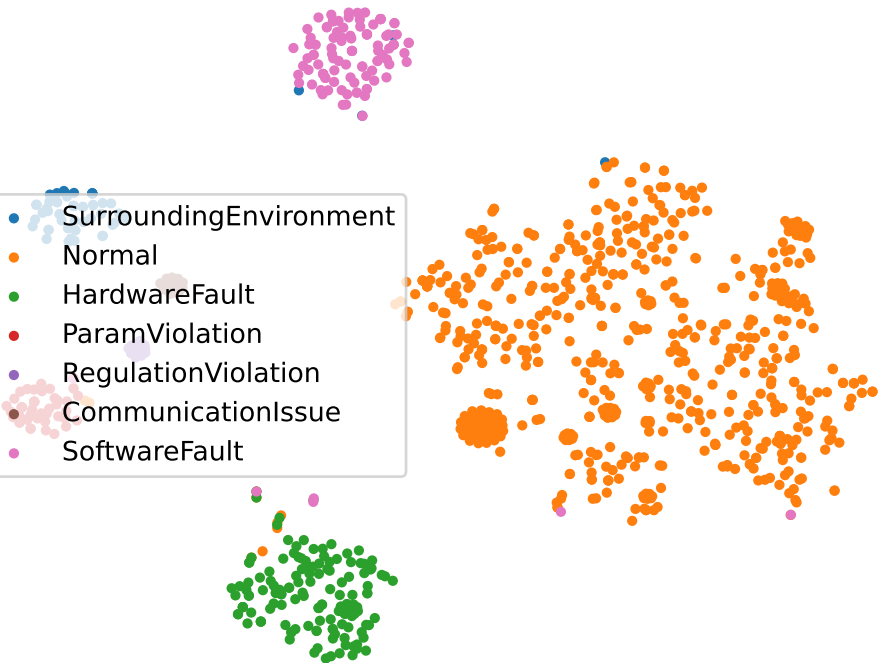 SurroundingEnvironment
Normal
HardwareFault
ParamViolation
RegulationViolation
CommunicationIssue
SoftwareFault